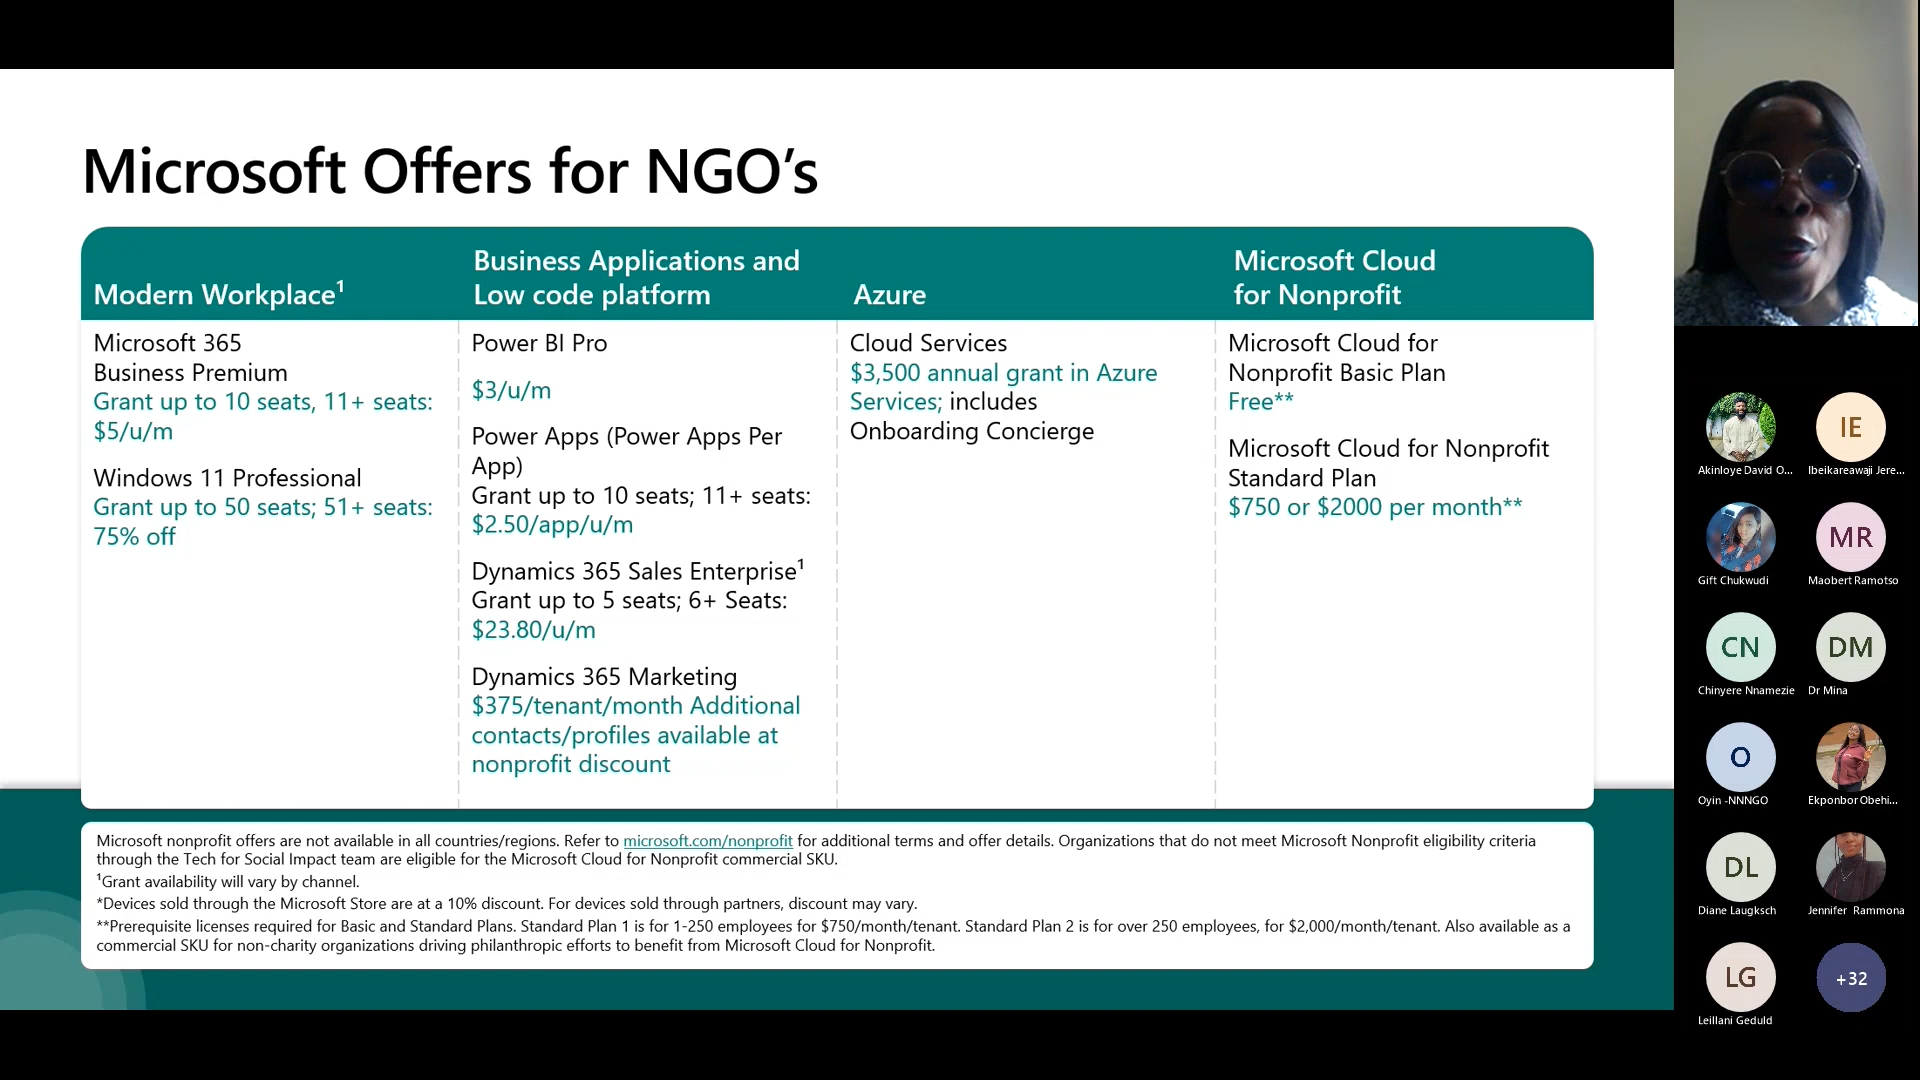 Microsoft Offers for NGO's
Modern Workplace¹
Microsoft 365
Business Premium
Grant up to 10 seats, 11+ seats:
$5/u/m
Windows 11 Professional
Grant up to 50 seats; 51+ seats:
75% off
Business Applications and
Low code platform
Power BI Pro
$3/u/m
Power Apps (Power Apps Per
App)
Grant up to 10 seats; 11+ seats:
$2.50/app/u/m
Dynamics 365 Sales Enterprise¹
Grant up to 5 seats; 6+ Seats:
$23.80/u/m
Dynamics 365 Marketing
$375/tenant/month Additional
contacts/profiles available at
nonprofit discount
Azure
Cloud Services
$3,500 annual grant in Azure
Services; includes
Onboarding Concierge
Microsoft Cloud
for Nonprofit
Microsoft Cloud for
Nonprofit Basic Plan
Free**
Microsoft Cloud for Nonprofit
Standard Plan
$750 or $2000 per month**
Microsoft nonprofit offers are not available in all countries/regions. Refer to microsoft.com/nonprofit for additional terms and offer details. Organizations that do not meet Microsoft Nonprofit eligibility criteria
through the Tech for Social Impact team are eligible for the Microsoft Cloud for Nonprofit commercial SKU.
¹Grant availability will vary by channel.
*Devices sold through the Microsoft Store are at a 10% discount. For devices sold through partners, discount may vary.
**Prerequisite licenses required for Basic and Standard Plans. Standard Plan 1 is for 1-250 employees for $750/month/tenant. Standard Plan 2 is for over 250 employees, for $2,000/month/tenant. Also available as a
commercial SKU for non-charity organizations driving philanthropic efforts to benefit from Microsoft Cloud for Nonprofit.
IE
Akinloye David O...
Ibeikareawaji Jere...
MR
Gift Chukwudi
Maobert Ramotso
CN
DM
Chinyere Nnamezie
Dr Mina
O
Oyin -NNNGO
Ekponbor Obehi...
DL
Diane Laugksch
Jennifer Rammona
LG
+32
Leillani Geduld